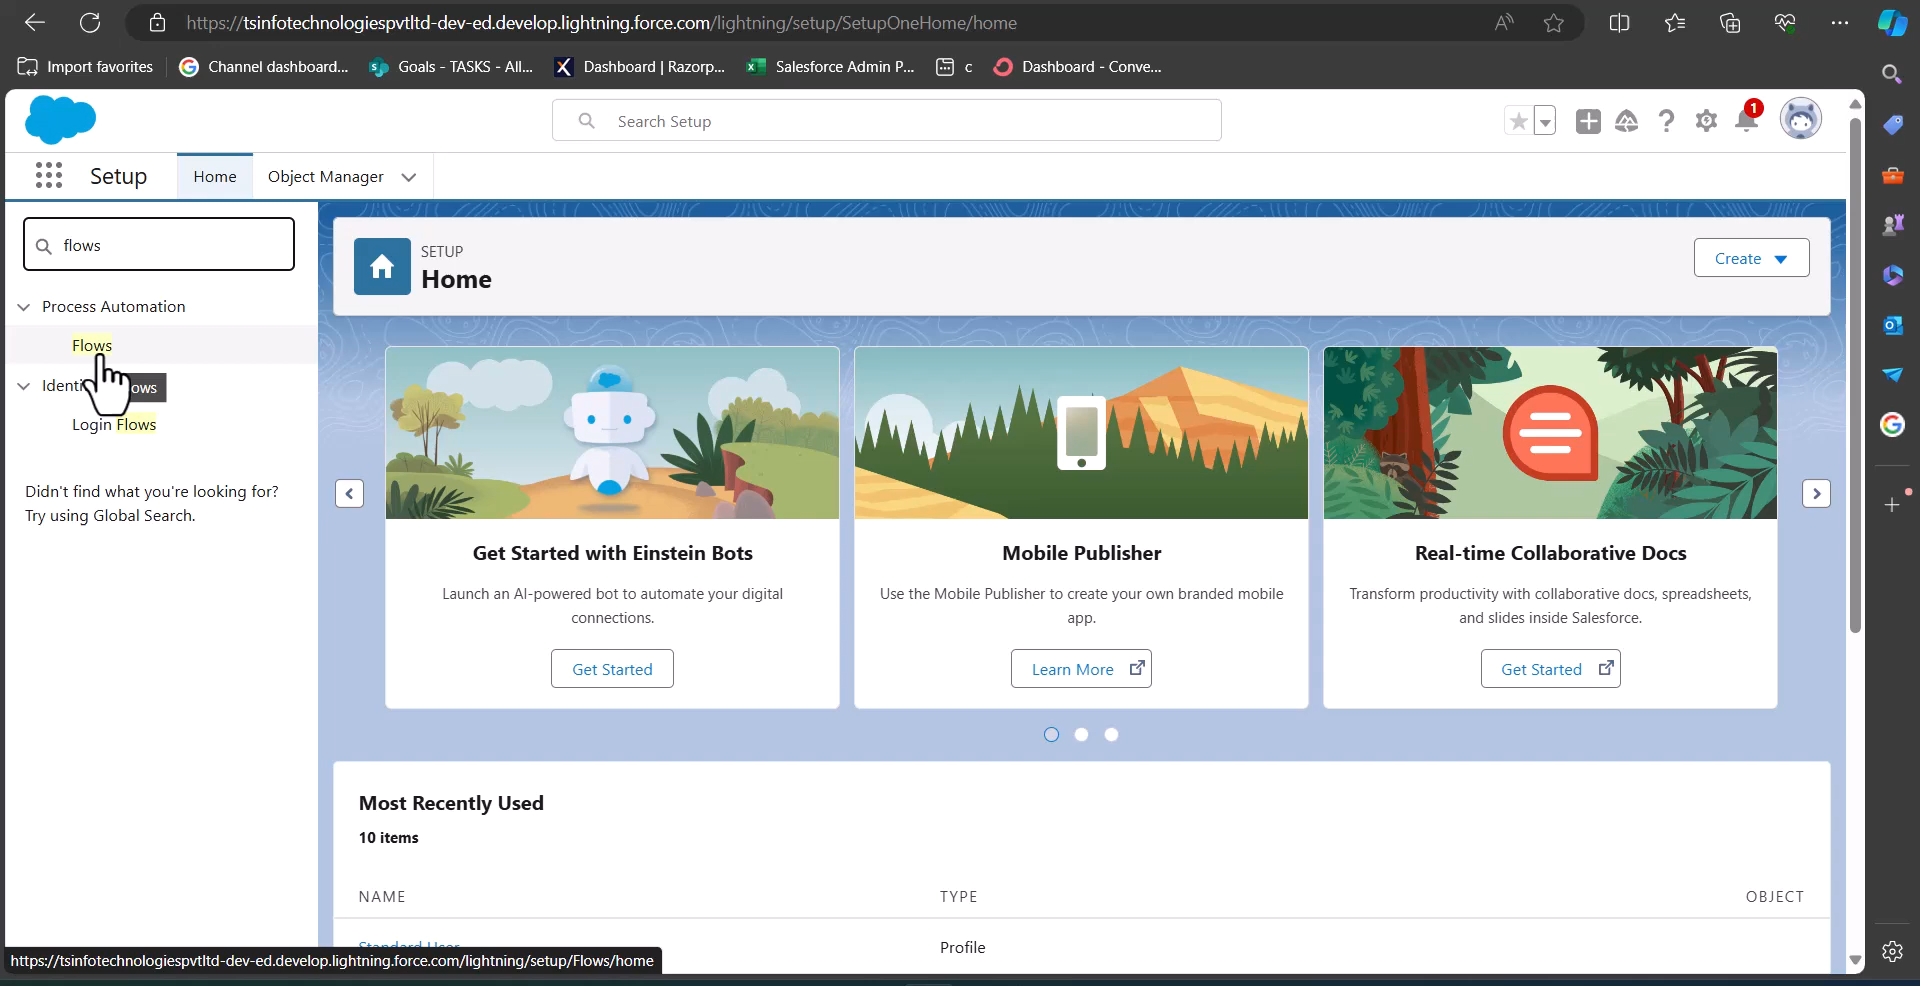 https://tsinfotechnologiespvtltd-dev-ed.develop.lightning.force.com/lightning/setup/SetupOneHome/home
Import favorites
Channel dashboard...
Goals - TASKS - All...
Dashboard | Razorp...
Salesforce Admin P...
c
Dashboard - Conve...
Search Setup
1
Setup
Home
Object Manager
flows
SETUP
Home
Create
Process Automation
Flows
Identi
ows
Login Flows
Didn't find what you're looking for?
Try using Global Search.
Get Started with Einstein Bots
Launch an AI-powered bot to automate your digital
connections.
Get Started
Mobile Publisher
Use the Mobile Publisher to create your own branded mobile
app.
Learn More
Real-time Collaborative Docs
Transform productivity with collaborative docs, spreadsheets,
and slides inside Salesforce.
Get Started
Most Recently Used
10 items
NAME
TYPE
OBJECT
Standard User
Profile
https://tsinfotechnologiespvtltd-dev-ed.develop.lightning.force.com/lightning/setup/Flows/home